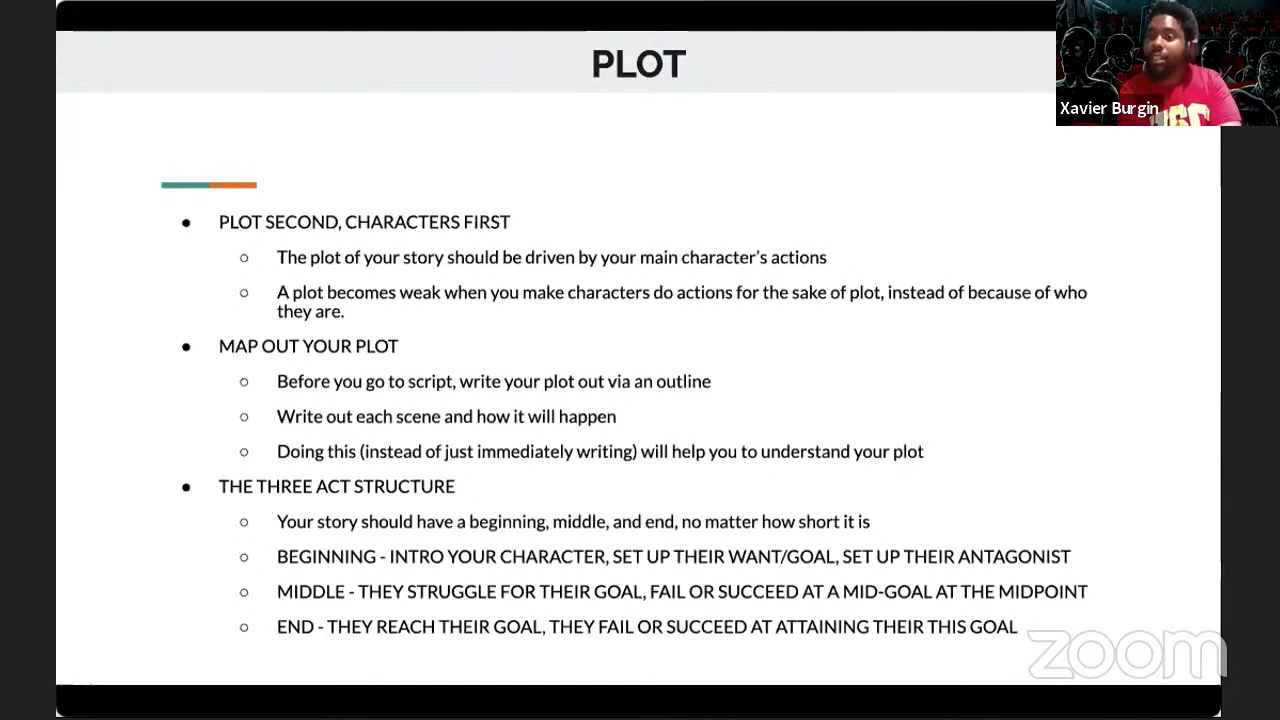 PLOT
Xavier Burgin
PLOT SECOND, CHARACTERS FIRST
The plot of your story should be driven by your main character's actions
A plot becomes weak when you make characters do actions for the sake of plot, instead of because of who
they are.
MAP OUT YOUR PLOT
Before you go to script, write your plot out via an outline
Write out each scene and how it will happen
Doing this (instead of just immediately writing) will help you to understand your plot
THE THREE ACT STRUCTURE
Your story should have a beginning, middle, and end, no matter how short it is
BEGINNING - INTRO YOUR CHARACTER, SET UP THEIR WANT/GOAL, SET UP THEIR ANTAGONIST
MIDDLE - THEY STRUGGLE FOR THEIR GOAL, FAIL OR SUCCEED AT A MID-GOAL AT THE MIDPOINT
END - THEY REACH THEIR GOAL, THEY FAIL OR SUCCEED AT ATTAINING THEIR THIS GOAL
zoom